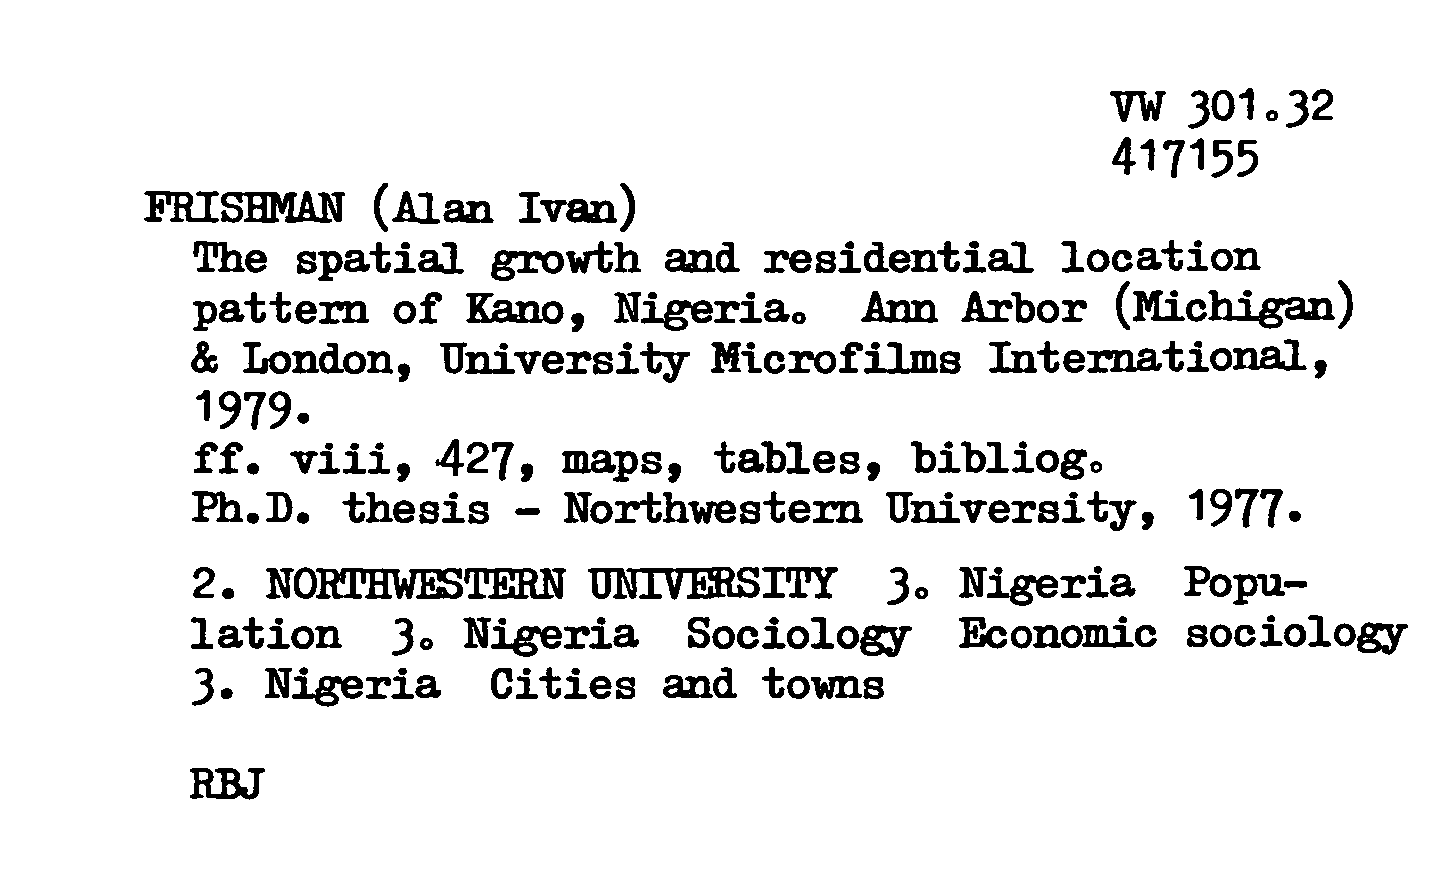 VW 301.32
417155
FRISHMAN (Alan Ivan)
The spatial growth and residential location
pattern of Kano, Nigeria. Ann Arbor (Michigan)
& London, University Microfilms International,
1979.
ff. viii, 427, maps, tables, bibliog.
Ph.D. thesis - Northwestern University, 1977.
2. NORTHWESTERN UNIVERSITY 3. Nigeria Popu-
lation 3. Nigeria Sociology Economic sociology
3. Nigeria Cities and towns
RBJ